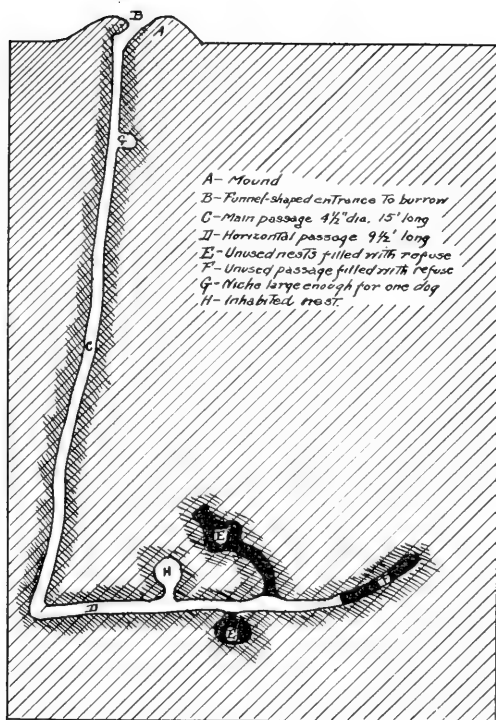 B
A
G
A- Mound
B- Funnel-shaped entrance to burrow
C- Main passage 4½" dia. 15' long
D- Horizontal passage 9½' long
E- Unused nests filled with refuse
F- Unused passage filled with refuse
G- Niche large enough for one dog
H- Inhabited nest.
C
E
H
F
D
E